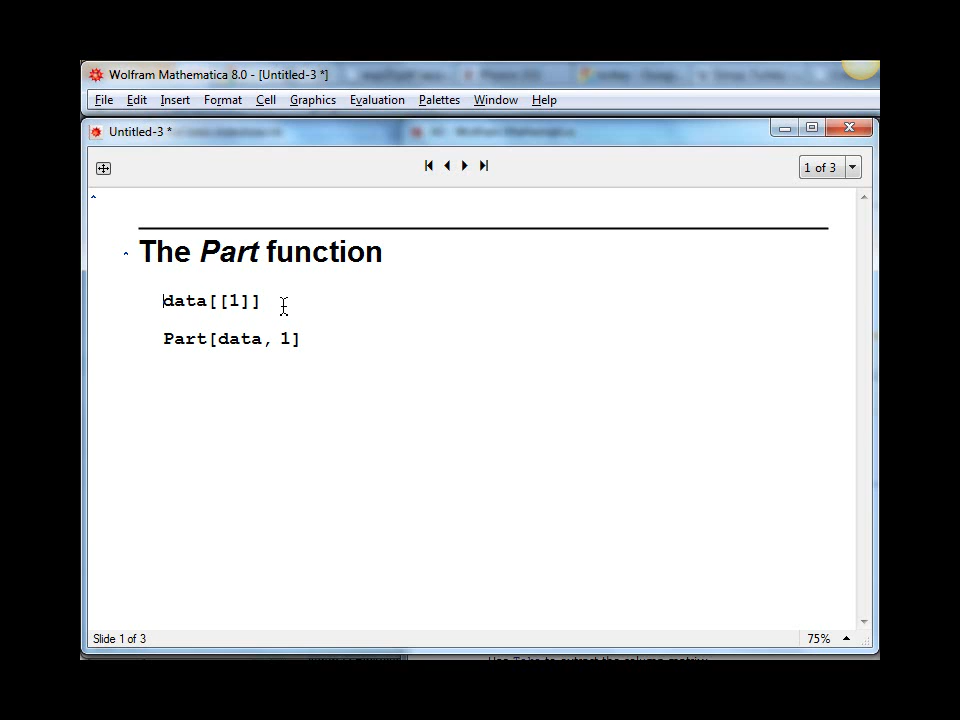 Wolfram Mathematica 8.0 - [Untitled-3 *]
File Edit Insert Format Cell Graphics Evaluation Palettes Window Help
Untitled-3 *
1 of 3
The Part function
data[[1]]
Part[data, 1]
Slide 1 of 3
75%